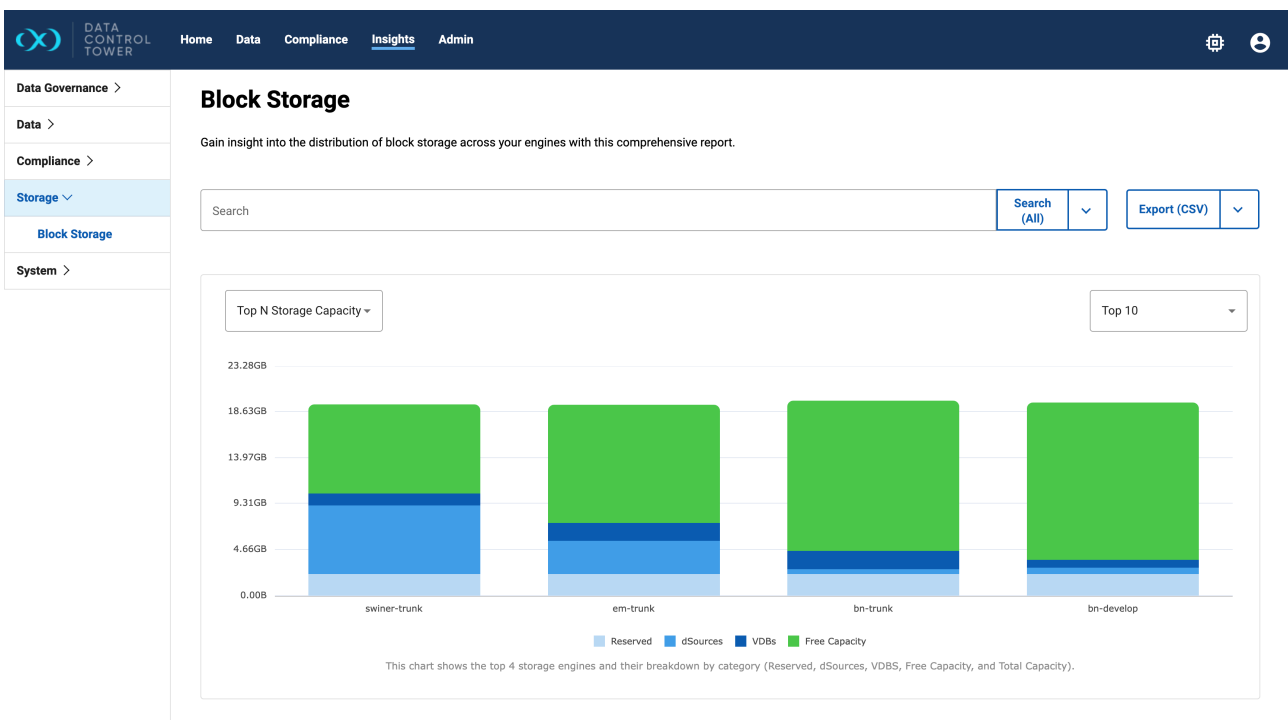 DATA
CONTROL
TOWER
Home Data Compliance Insights Admin
Data Governance
Data
Compliance
Storage
Block Storage
System
Block Storage
Gain insight into the distribution of block storage across your engines with this comprehensive report.
Search
Search
(All)
Export (CSV)
Top N Storage Capacity
Top 10
23.28GB
18.63GB
13.97GB
9.31GB
4.66GB
0.00B
swiner-trunk em-trunk bn-trunk bn-develop
Reserved dSources VDBs Free Capacity
This chart shows the top 4 storage engines and their breakdown by category (Reserved, dSources, VDBS, Free Capacity, and Total Capacity).